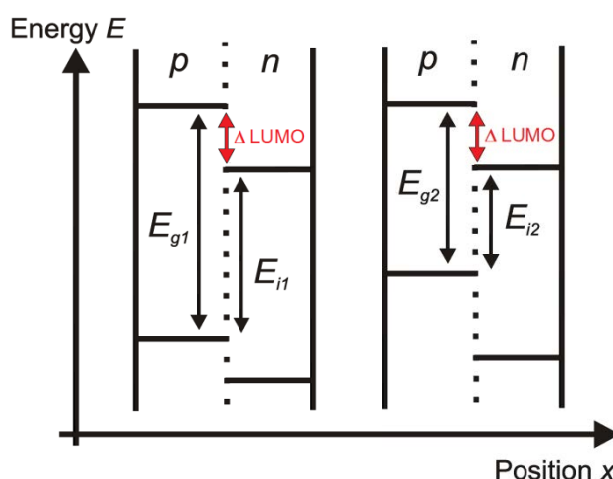 Energy E
p
n
p
n
Δ LUMO
Δ LUMO
Eg1
Ei1
Eg2
Ei2
Position x